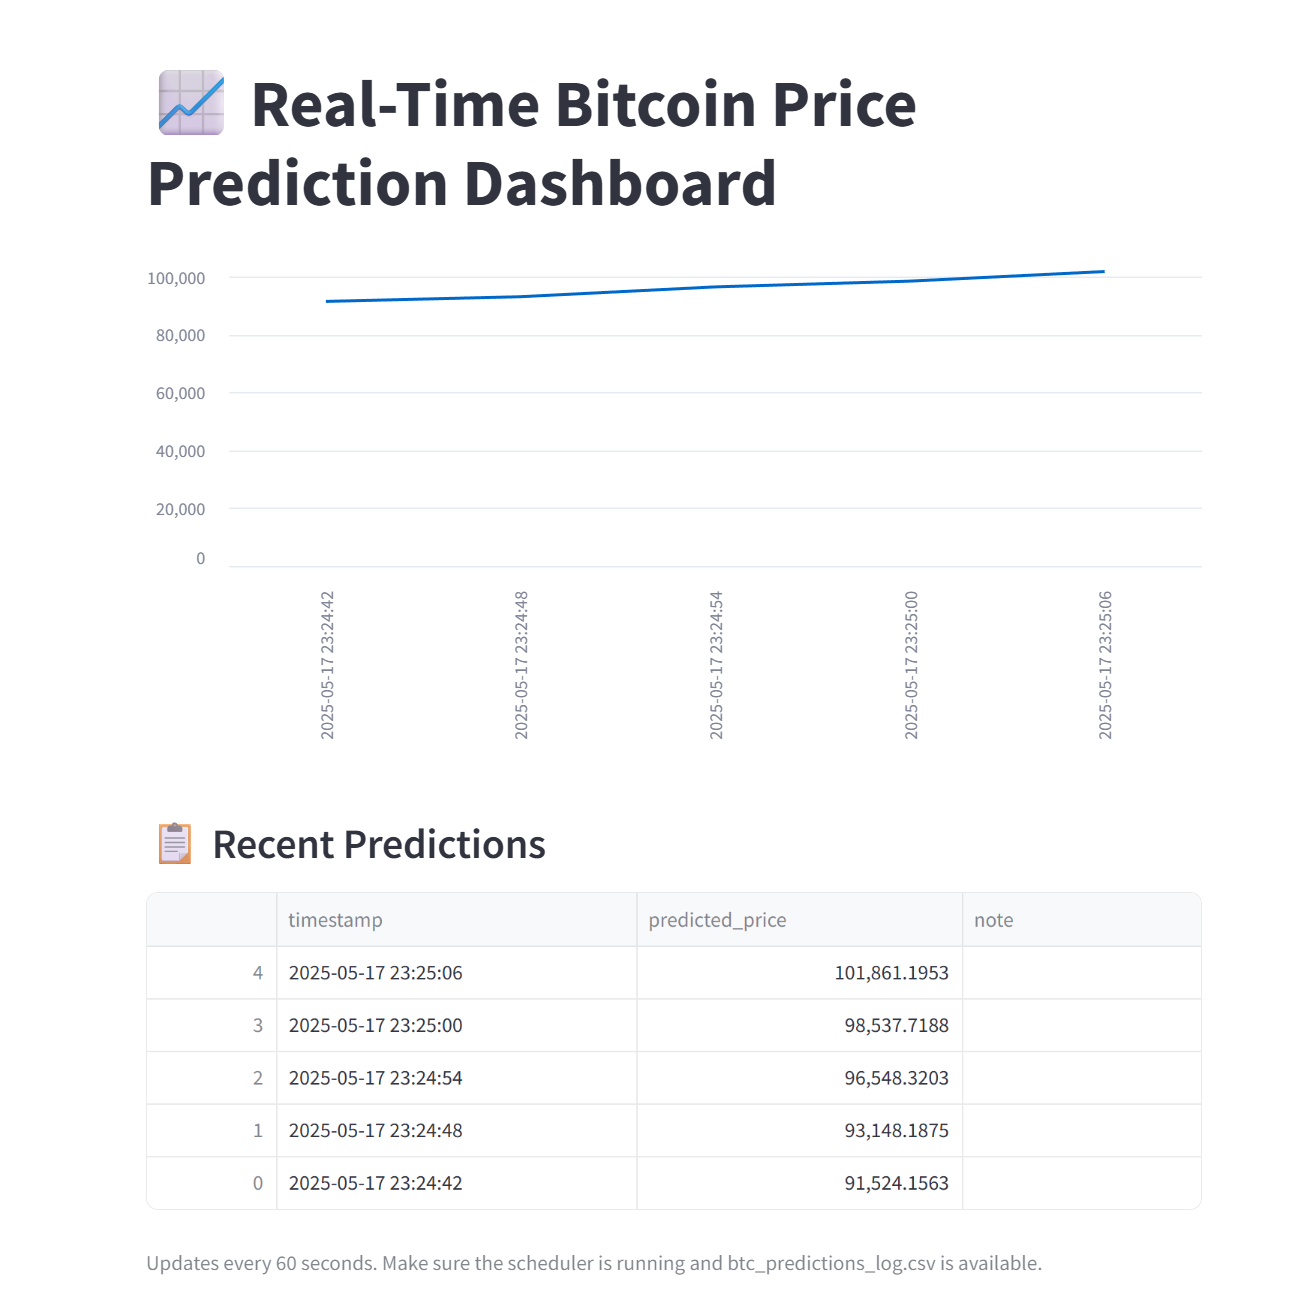 Real-Time Bitcoin Price
Prediction Dashboard
100,000
80,000
60,000
40,000
20,000
0
2025-05-17 23:24:42
2025-05-17 23:24:48
2025-05-17 23:24:54
2025-05-17 23:25:00
2025-05-17 23:25:06
Recent Predictions
timestamp predicted_price note
4 2025-05-17 23:25:06 101,861.1953
3 2025-05-17 23:25:00 98,537.7188
2 2025-05-17 23:24:54 96,548.3203
1 2025-05-17 23:24:48 93,148.1875
0 2025-05-17 23:24:42 91,524.1563
Updates every 60 seconds. Make sure the scheduler is running and btc_predictions_log.csv is available.